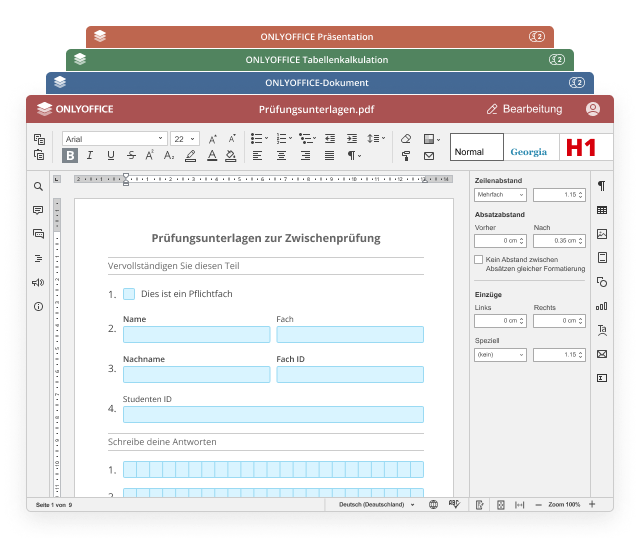 ONLYOFFICE Präsentation
2
ONLYOFFICE Tabellenkalkulation
2
ONLYOFFICE-Dokument
2
ONLYOFFICE
Prüfungsunterlagen.pdf
Bearbeitung
Arial
22
Normal
Georgia
H1
Zeilenabstand
Mehrfach
1.15
Absatzabstand
Vorher
Nach
0 cm
0.35 cm
Kein Abstand zwischen
Absätzen gleicher Formatierung
Einzüge
Links
Rechts
0 cm
0 cm
Speziell
(kein)
1.15
Prüfungsunterlagen zur Zwischenprüfung
Vervollständigen Sie diesen Teil
1. Dies ist ein Pflichtfach
2. Name Fach
3. Nachname Fach ID
4. Studenten ID
Schreibe deine Antworten
1.
2.
Seite 1 von 9
Deutsch (Deautschland)
Zoom 100%